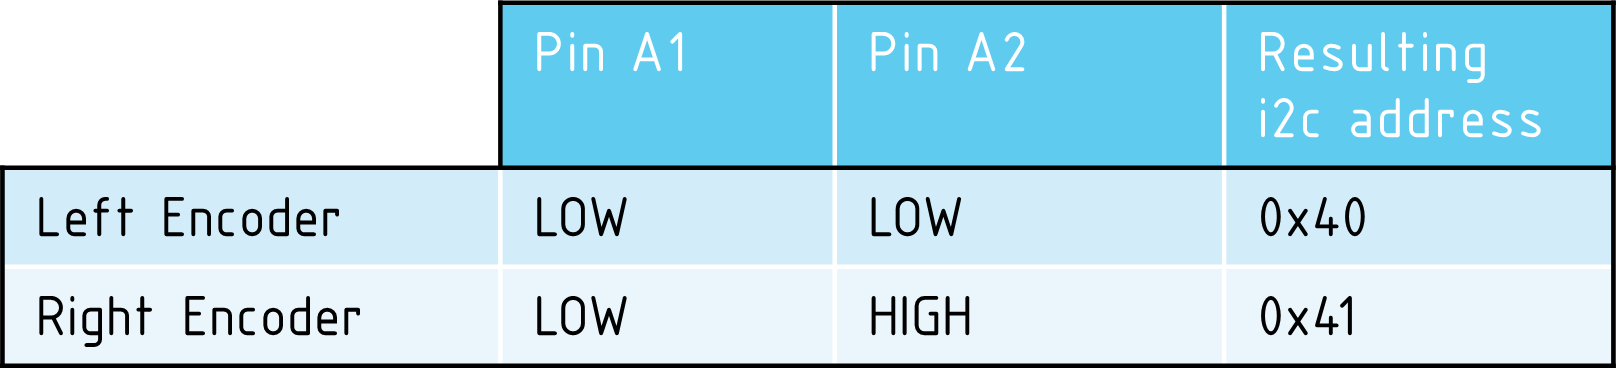 Pin A1 Pin A2 Resulting
i2c address
Left Encoder LOW LOW 0x40
Right Encoder LOW HIGH 0x41